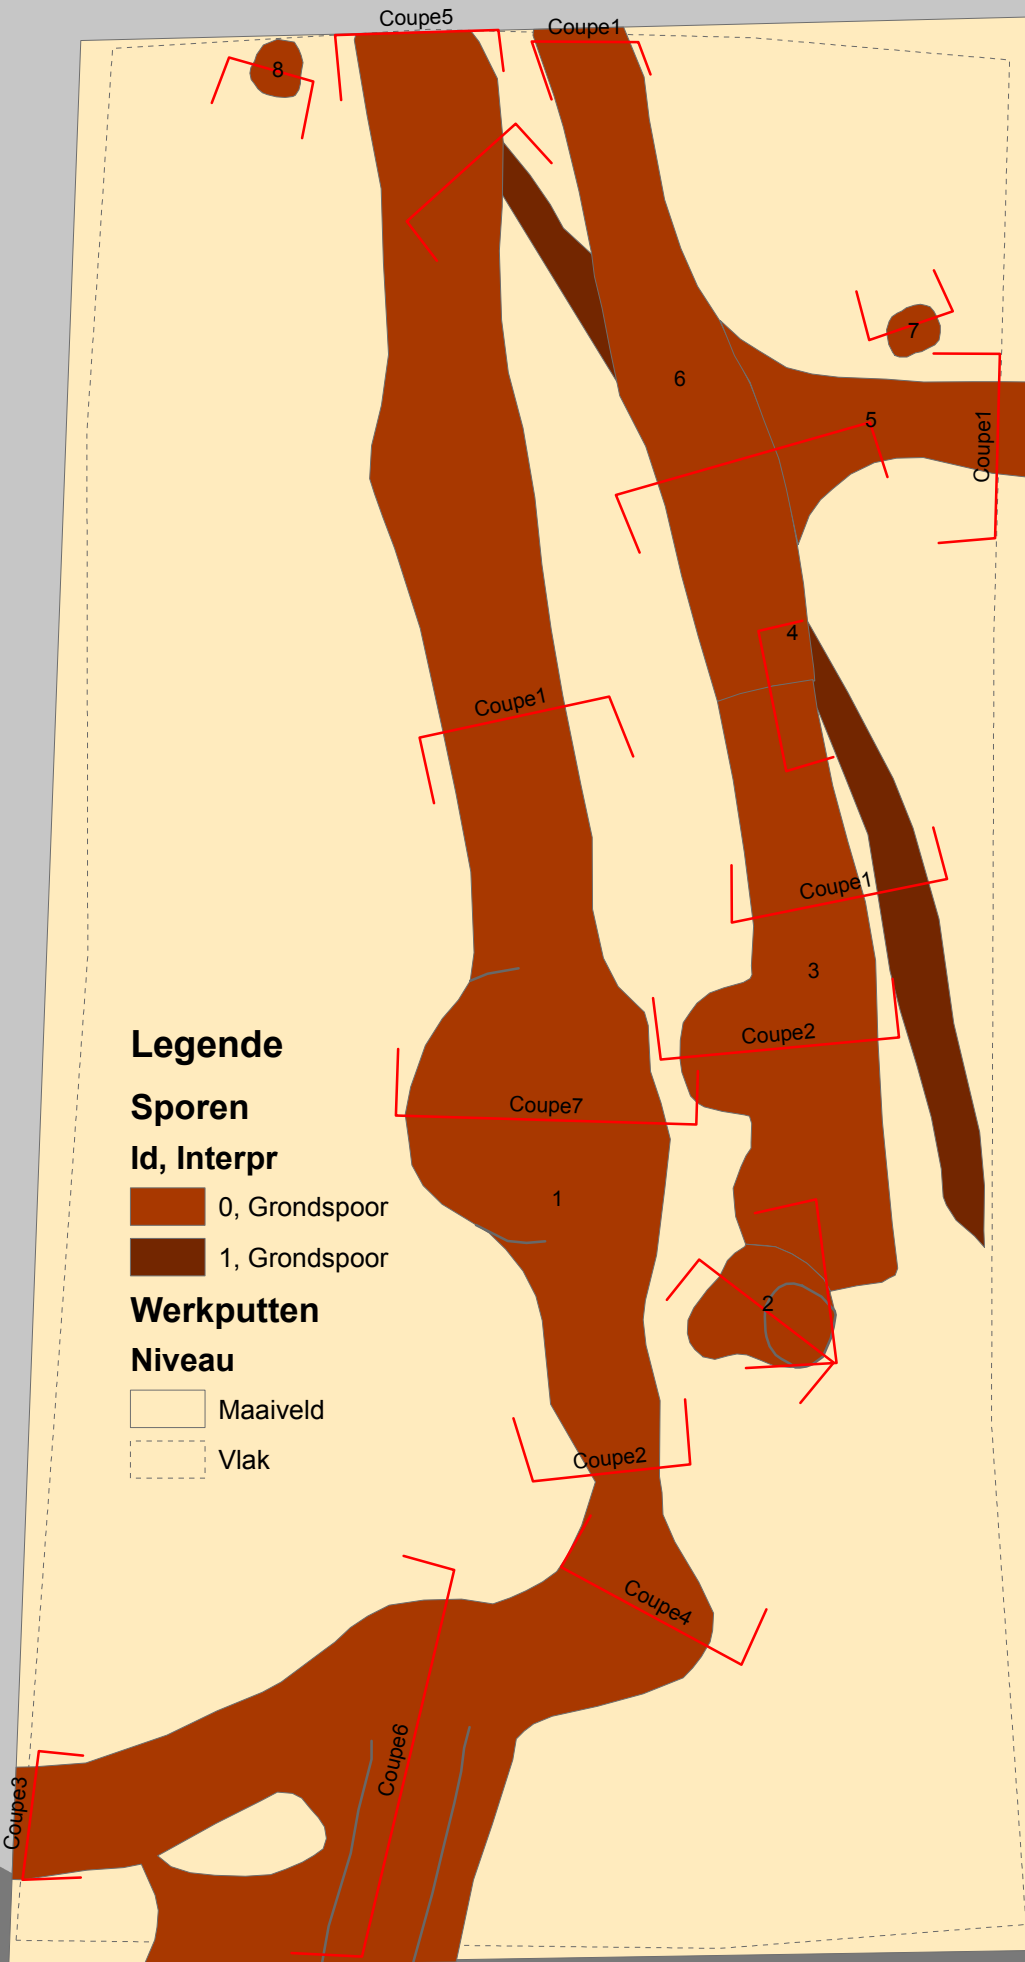 Coupe5
Coupe1
8
7
6
5
Coupe1
4
Coupe1
Coupe1
3
Coupe2
Legende
Coupe7
Sporen
Id, Interpr
1
0, Grondspoor
1, Grondspoor
2
Werkputten
Niveau
Maaiveld
Vlak
Coupe2
Coupe4
Coupe6
Coupe3